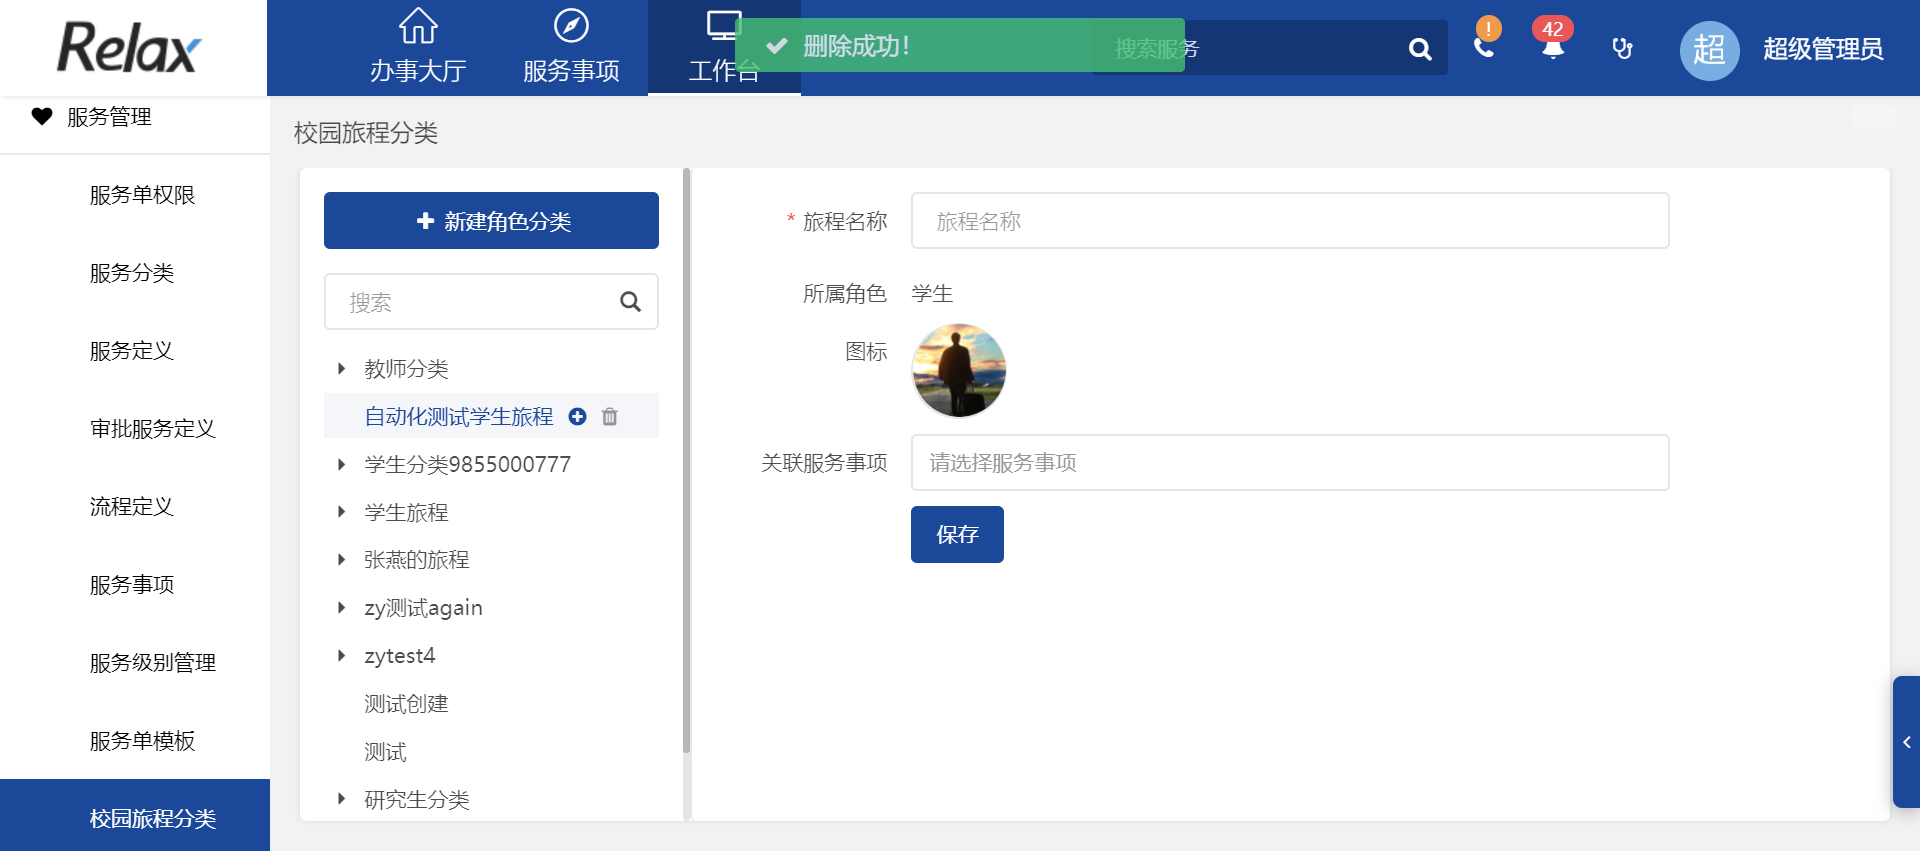 Relax
办事大厅
服务事项
工作台
删除成功!
搜索服务
!
42
超
超级管理员
服务管理
服务单权限
服务分类
服务定义
审批服务定义
流程定义
服务事项
服务级别管理
服务单模板
校园旅程分类
校园旅程分类
新建角色分类
搜索
教师分类
自动化测试学生旅程
学生分类9855000777
学生旅程
张燕的旅程
zy测试again
zytest4
测试创建
测试
研究生分类
* 旅程名称
旅程名称
所属角色 学生
图标
关联服务事项
请选择服务事项
保存